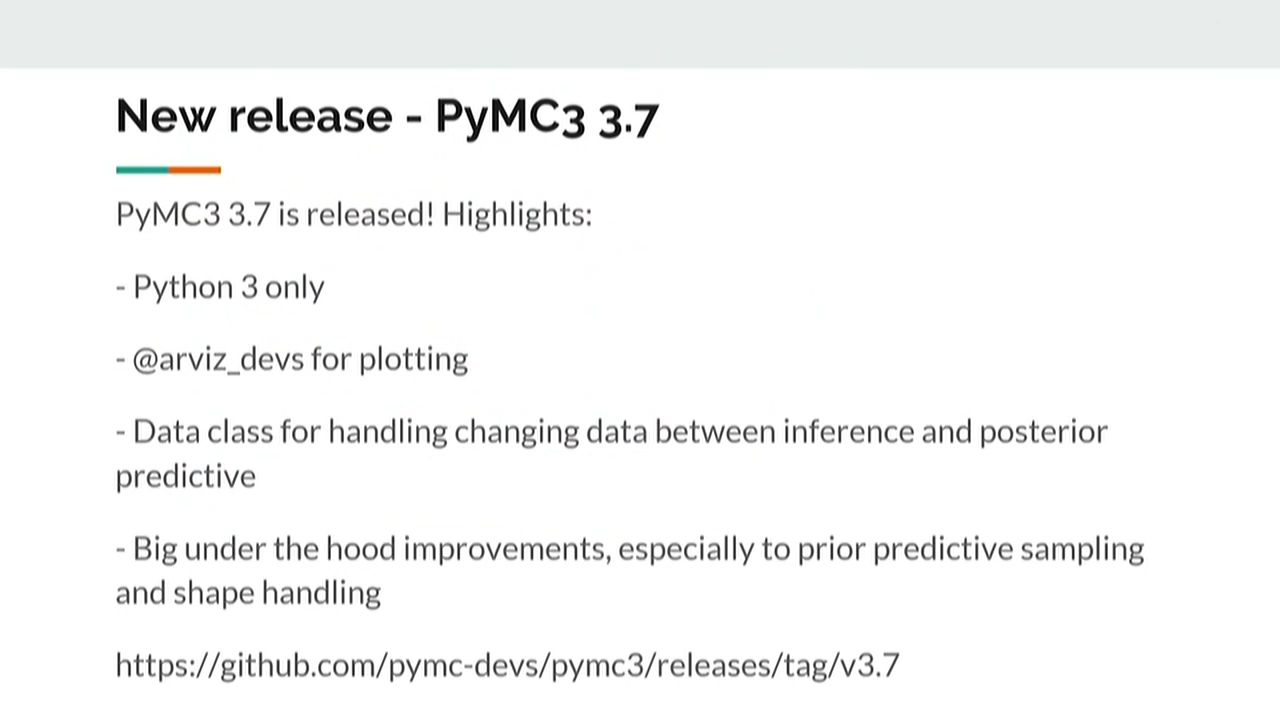 New release - PyMC3 3.7
PyMC3 3.7 is released! Highlights:
- Python 3 only
- @arviz_devs for plotting
- Data class for handling changing data between inference and posterior
predictive
- Big under the hood improvements, especially to prior predictive sampling
and shape handling
https://github.com/pymc-devs/pymc3/releases/tag/v3.7